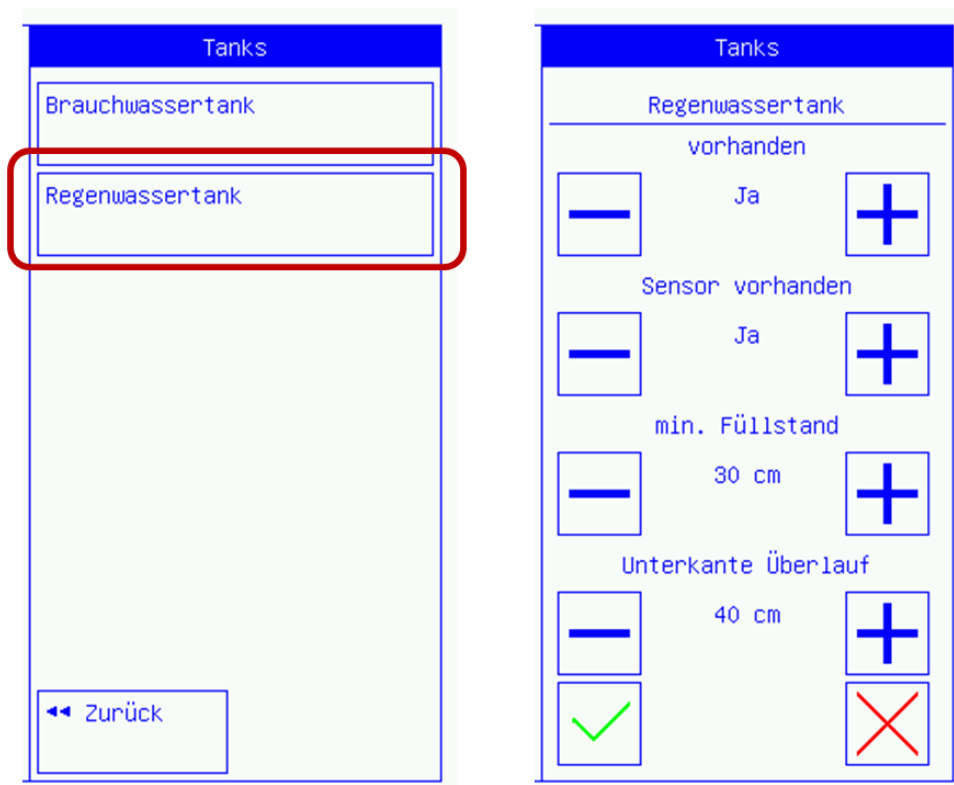 Tanks
Brauchwassertank
Regenwassertank
◄◄ Zurück
Tanks
Regenwassertank
vorhanden
Ja
Sensor vorhanden
Ja
min. Füllstand
30 cm
Unterkante Überlauf
40 cm